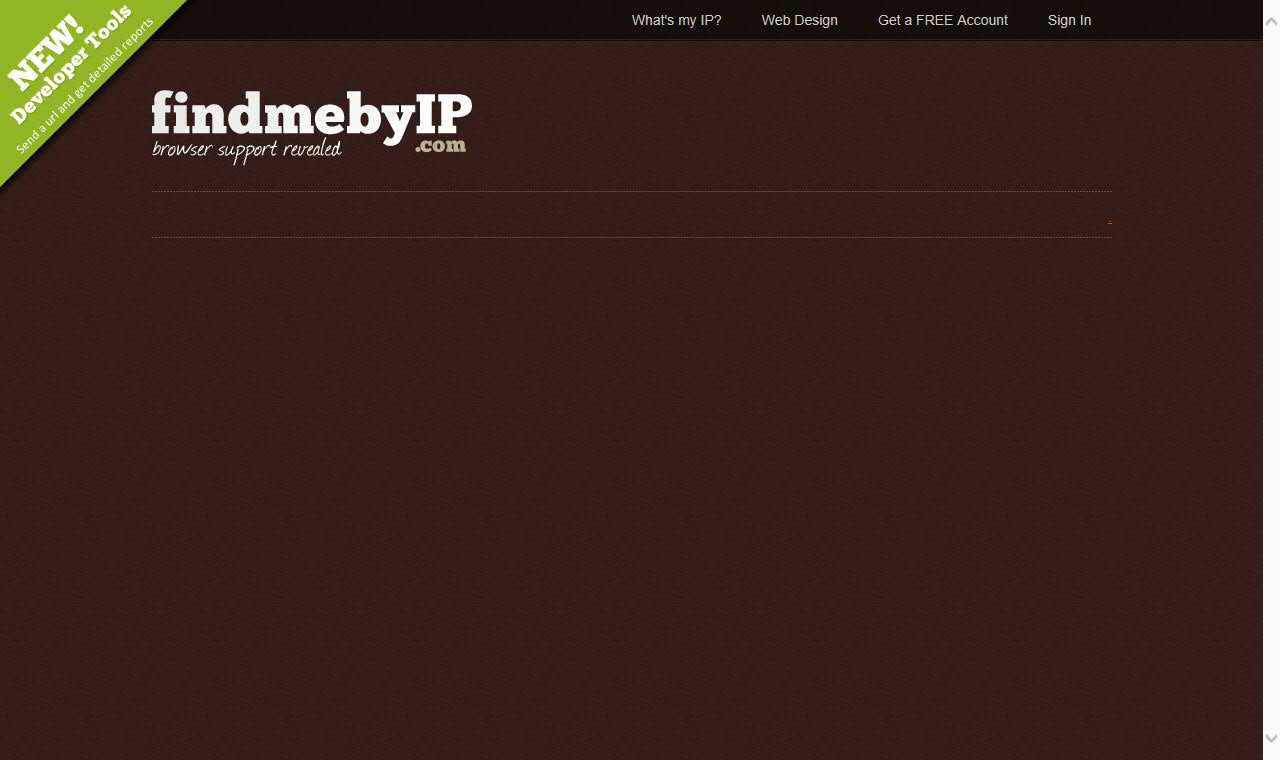 What's my IP? Web Design Get a FREE Account Sign In
NEW!
Developer Tools
Send a url and get detailed reports
findmebyIP
browser support revealed .com